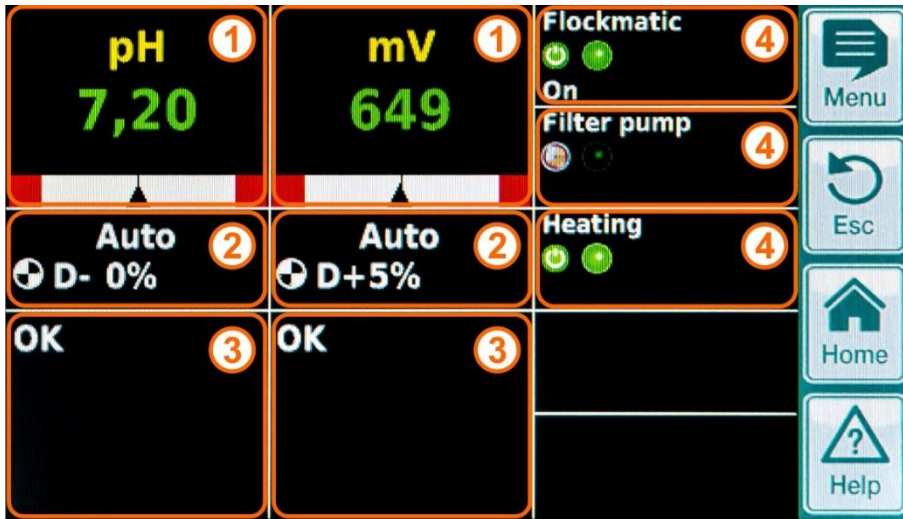 pH 1
7,20
mV 1
649
Flockmatic 4
On
Filter pump 4
Heating 4
Auto 2
D- 0%
Auto 2
D+5%
OK 3
OK 3
Menu
Esc
Home
?
Help